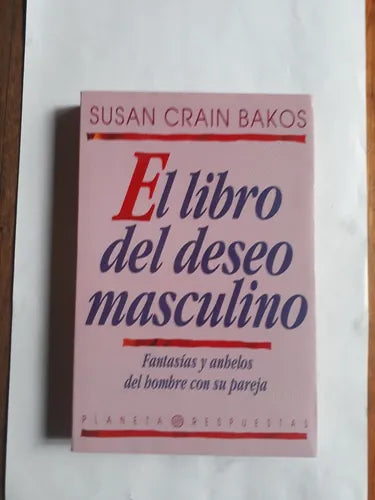 SUSAN CRAIN BAKOS
El libro
del deseo
masculino
Fantasías y anhelos
del hombre con su pareja
PLANETA RESPUESTAS